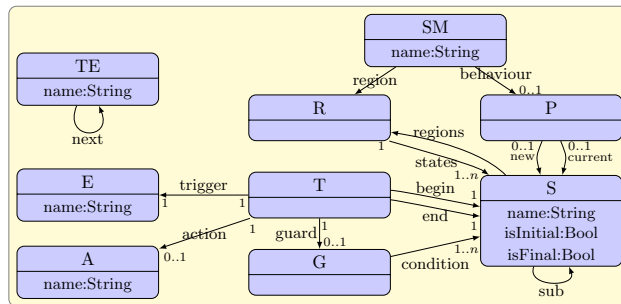 SM
name:String
TE
name:String
next
region
behaviour
0..1
R
P
1
regions
states
1..n
0..1
new
0..1
current
E
name:String
trigger
1
1
T
begin
1
end
1
S
name:String
isInitial:Bool
isFinal:Bool
sub
1
action
0..1
1
guard
0..1
A
name:String
G
condition
1..n